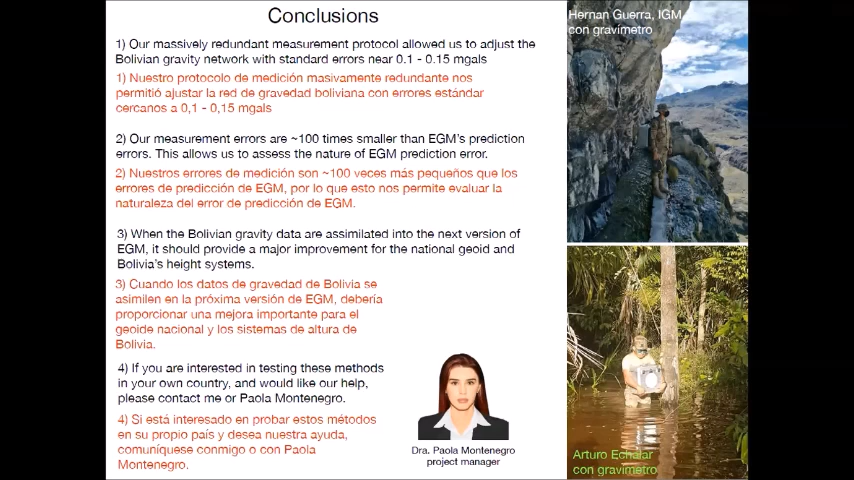 Conclusions
1) Our massively redundant measurement protocol allowed us to adjust the
Bolivian gravity network with standard errors near 0.1 - 0.15 mgals
1) Nuestro protocolo de medición masivamente redundante nos
permitió ajustar la red de gravedad boliviana con errores estándar
cercanos a 0,1 - 0,15 mgals
2) Our measurement errors are ~100 times smaller than EGM's prediction
errors. This allows us to assess the nature of EGM prediction error.
2) Nuestros errores de medición son ~100 veces más pequeños que los
errores de predicción de EGM, por lo que esto nos permite evaluar la
naturaleza del error de predicción de EGM.
3) When the Bolivian gravity data are assimilated into the next version of
EGM, it should provide a major improvement for the national geoid and
Bolivia's height systems.
3) Cuando los datos de gravedad de Bolivia se
asimilen en la próxima versión de EGM, debería
proporcionar una mejora importante para el
geoide nacional y los sistemas de altura de
Bolivia.
4) If you are interested in testing these methods
in your own country, and would like our help,
please contact me or Paola Montenegro.
4) Si está interesado en probar estos métodos
en su propio país y desea nuestra ayuda,
comuníquese conmigo o con Paola
Montenegro.
Dra. Paola Montenegro
project manager
Hernan Guerra, IGM
con gravímetro
Arturo Echalar
con gravímetro